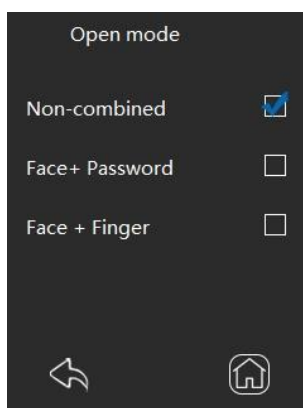 Open mode
Non-combined
Face+ Password
Face + Finger